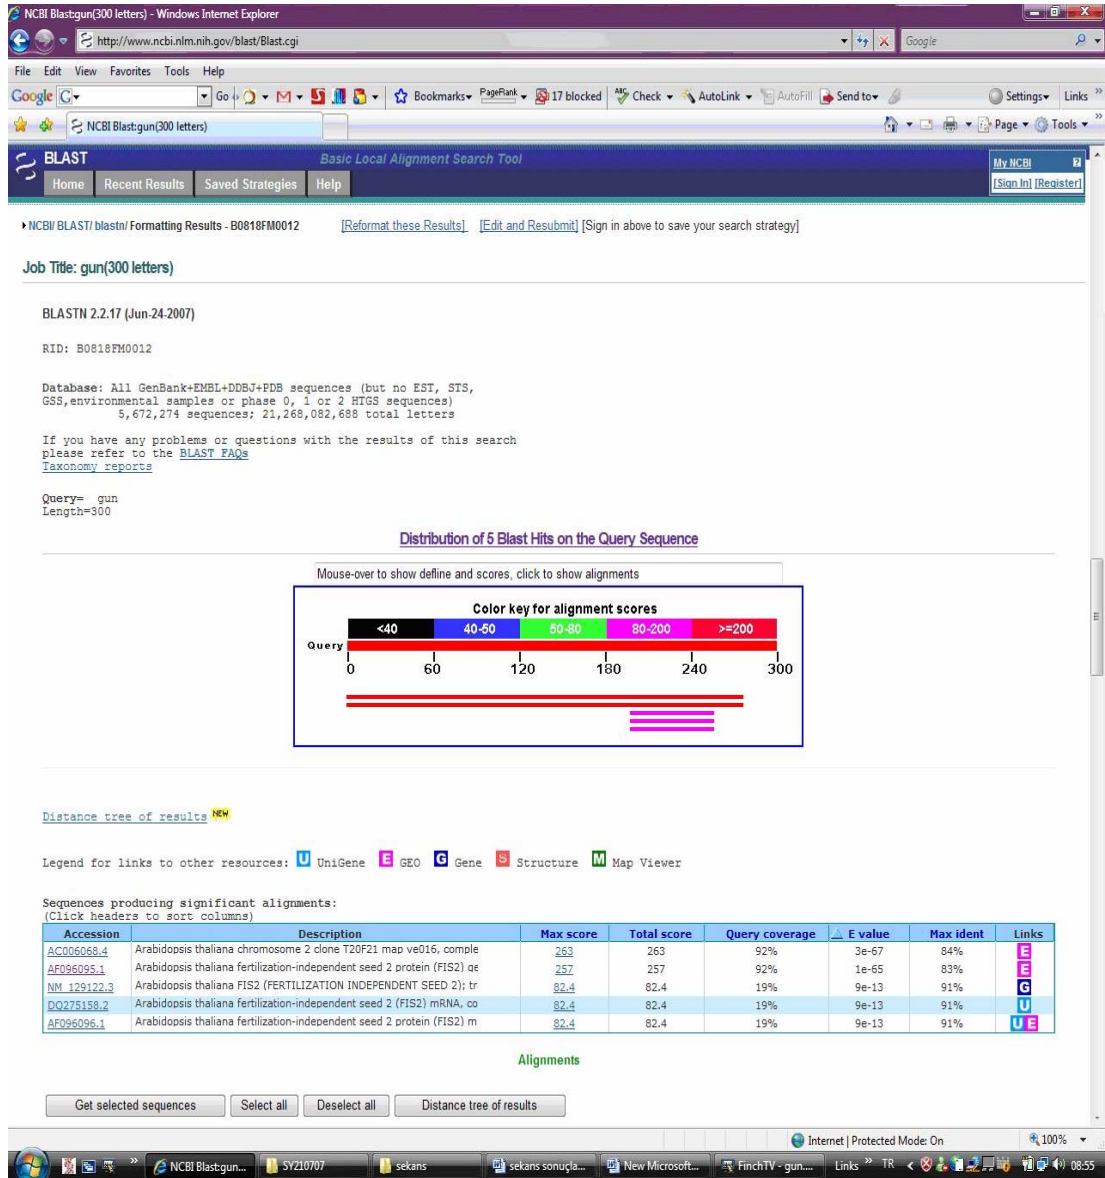 NCBI Blast:gun(300 letters) - Windows Internet Explorer
http://www.ncbi.nlm.nih.gov/blast/Blast.cgi
Google
File Edit View Favorites Tools Help
Google G Go Bookmarks PageRank 17 blocked ABC Check AutoLink AutoFill Send to Settings Links
NCBI Blast:gun(300 letters) Page Tools
BLAST Basic Local Alignment Search Tool
My NCBI
Home Recent Results Saved Strategies Help
[Sign In] [Register]
NCBI/ BLAST/ blastn/ Formatting Results - B0818FM0012 [Reformat these Results] [Edit and Resubmit] [Sign in above to save your search strategy]
Job Title: gun(300 letters)
BLASTN 2.2.17 (Jun-24-2007)
RID: B0818FM0012
Database: All GenBank+EMBL+DDBJ+PDB sequences (but no EST, STS,
GSS,environmental samples or phase 0, 1 or 2 HTGS sequences)
5,672,274 sequences; 21,268,082,688 total letters
If you have any problems or questions with the results of this search
please refer to the BLAST FAQs
Taxonomy reports
Query= gun
Length=300
Distribution of 5 Blast Hits on the Query Sequence
Mouse-over to show defline and scores, click to show alignments
Color key for alignment scores
<40 40-50 50-80 80-200 >=200
Query
0 60 120 180 240 300
Distance tree of results NEW
Legend for links to other resources: U UniGene E GEO G Gene S Structure M Map Viewer
Sequences producing significant alignments:
(Click headers to sort columns)
Accession Description Max score Total score Query coverage E value Max ident Links
AC006068.4 Arabidopsis thaliana chromosome 2 clone T20F21 map ve016, comple 263 263 92% 3e-67 84% E
AF096095.1 Arabidopsis thaliana fertilization-independent seed 2 protein (FIS2) ge 257 257 92% 1e-65 83% E
NM_129122.3 Arabidopsis thaliana FIS2 (FERTILIZATION INDEPENDENT SEED 2); tr 82.4 82.4 19% 9e-13 91% G
DQ275158.2 Arabidopsis thaliana fertilization-independent seed 2 (FIS2) mRNA, co 82.4 82.4 19% 9e-13 91% U
AF096096.1 Arabidopsis thaliana fertilization-independent seed 2 protein (FIS2) m 82.4 82.4 19% 9e-13 91% U E
Alignments
Get selected sequences Select all Deselect all Distance tree of results
Internet | Protected Mode: On 100%
NCBI Blast:gun... SY210707 sekans sekans sonuçla... New Microsoft... FinchTV - gun.... Links TR 08:55